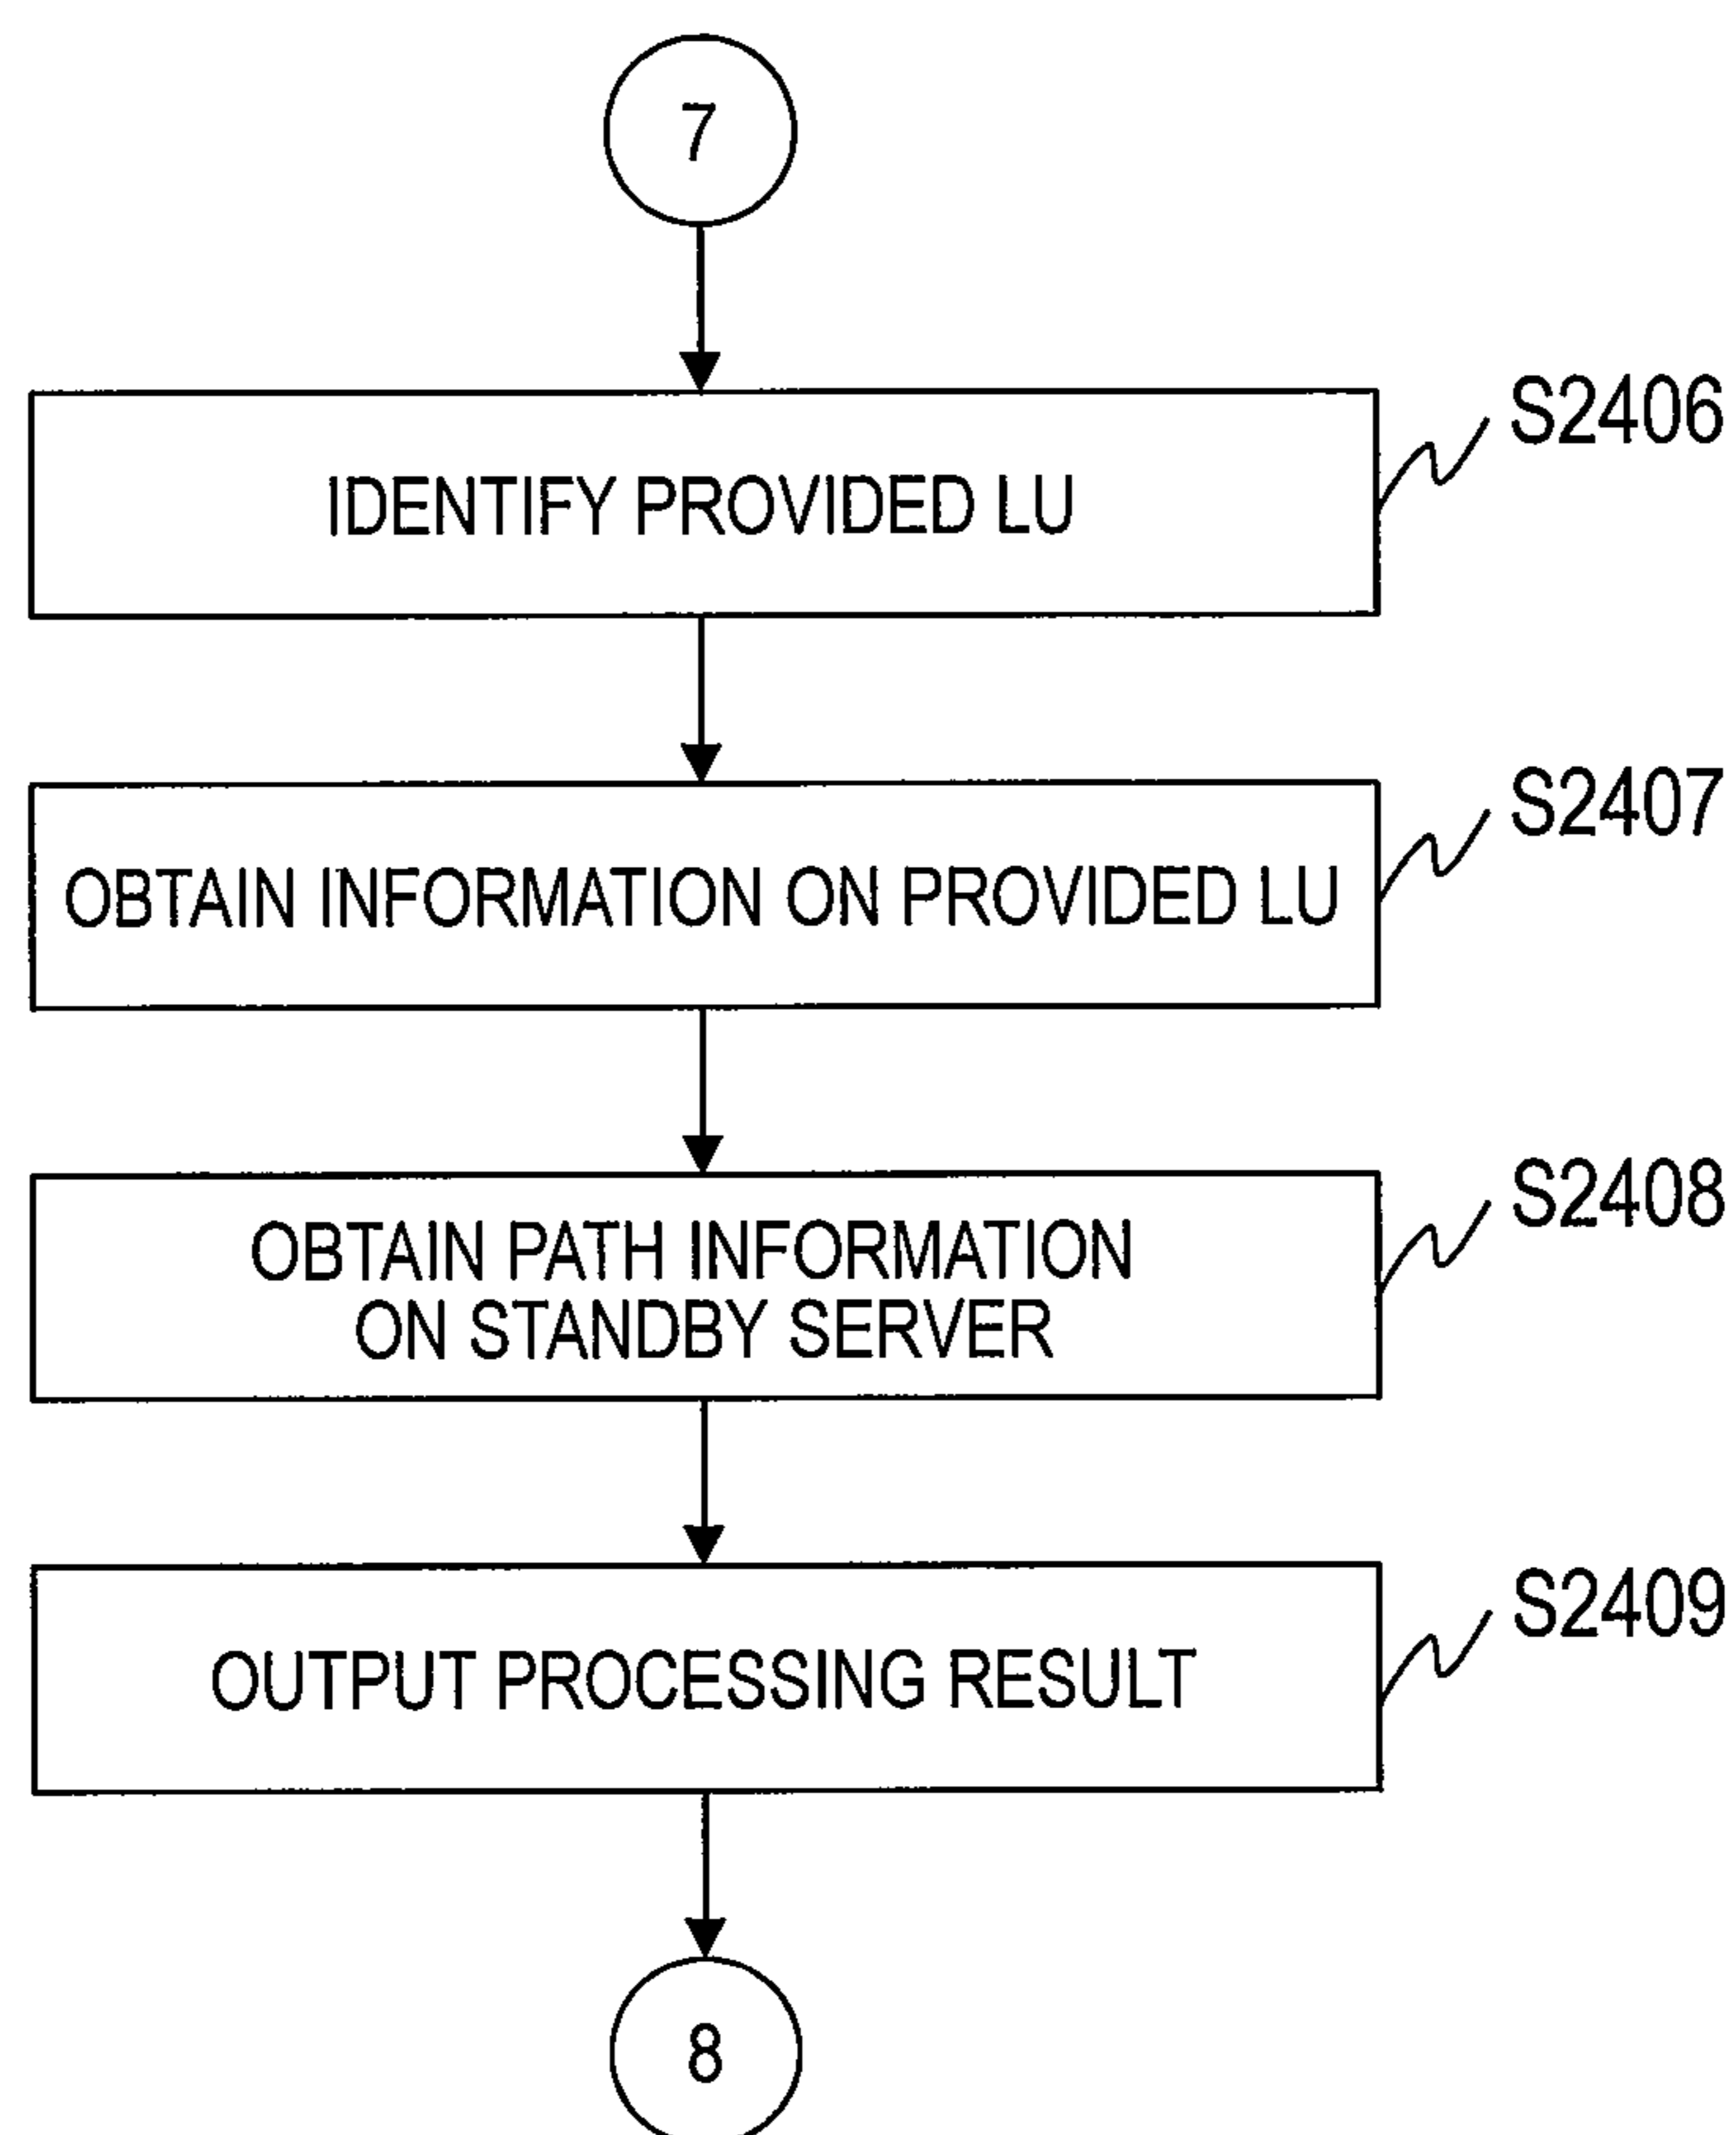 7
S2406
IDENTIFY PROVIDED LU
S2407
OBTAIN INFORMATION ON PROVIDED LU
S2408
OBTAIN PATH INFORMATION
ON STANDBY SERVER
S2409
OUTPUT PROCESSING RESULT
8